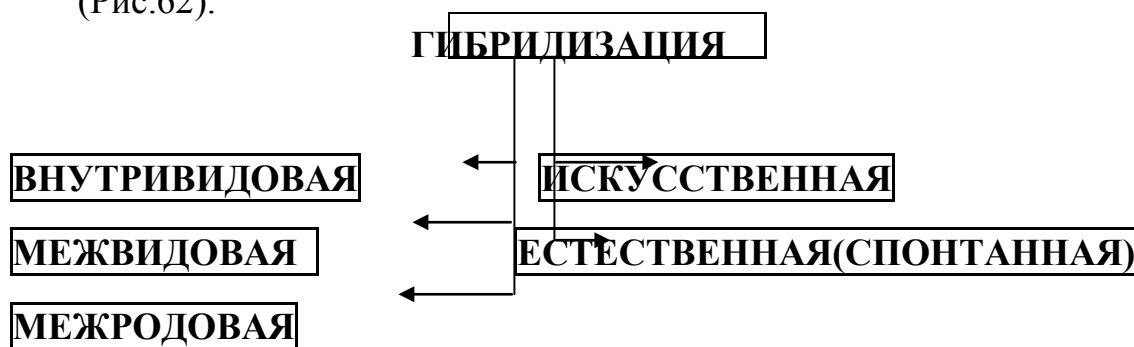 (Рис.62).
ГИБРИДИЗАЦИЯ
ВНУТРИВИДОВАЯ ИСКУССТВЕННАЯ
МЕЖВИДОВАЯ ЕСТЕСТВЕННАЯ(СПОНТАННАЯ)
МЕЖРОДОВАЯ